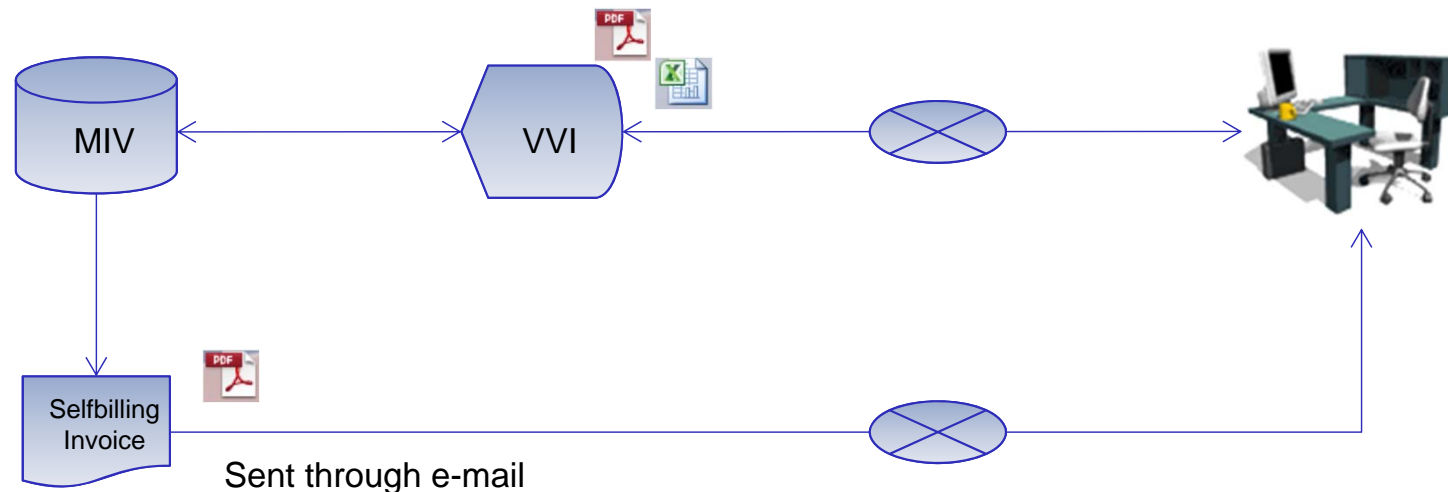 PDF
MIV
VVI
PDF
Selfbilling
Invoice
Sent through e-mail